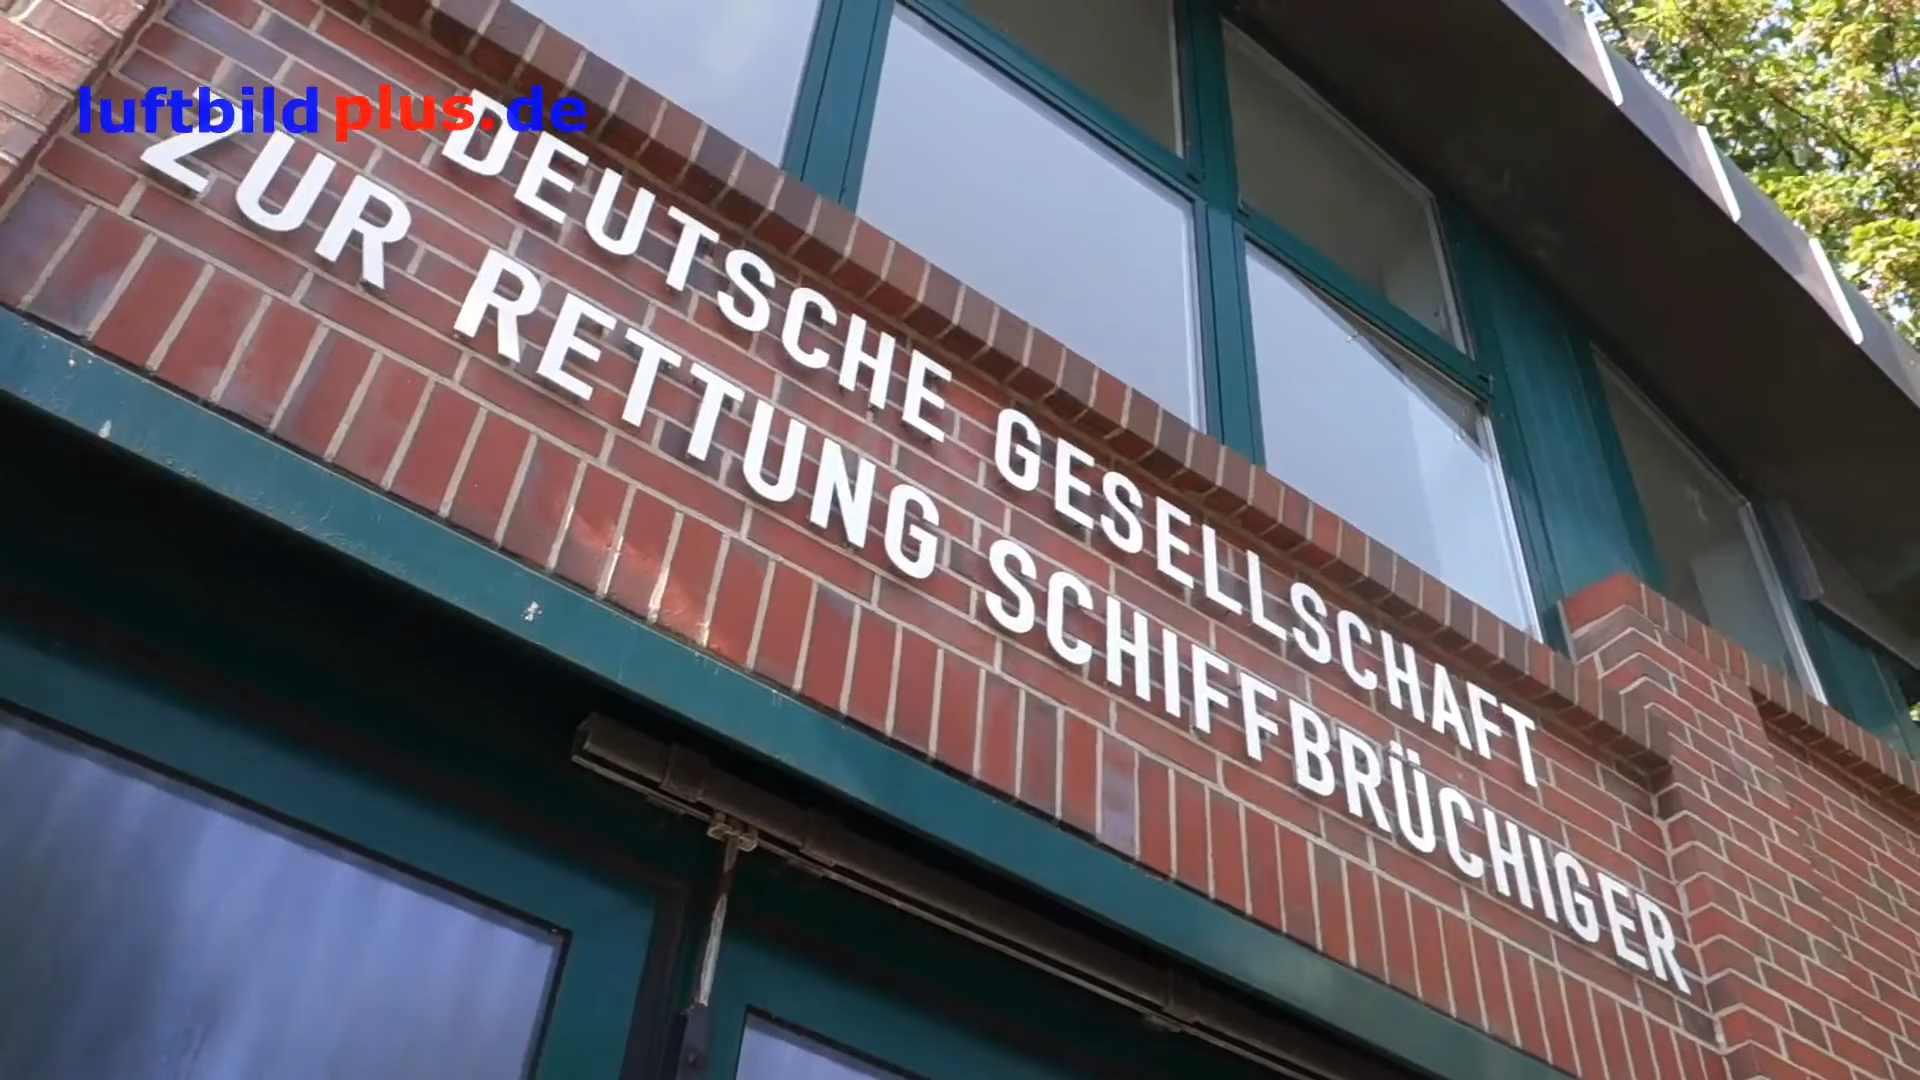 luftbildplus.de
DEUTSCHE GESELLSCHAFT
ZUR RETTUNG SCHIFFBRÜCHIGER